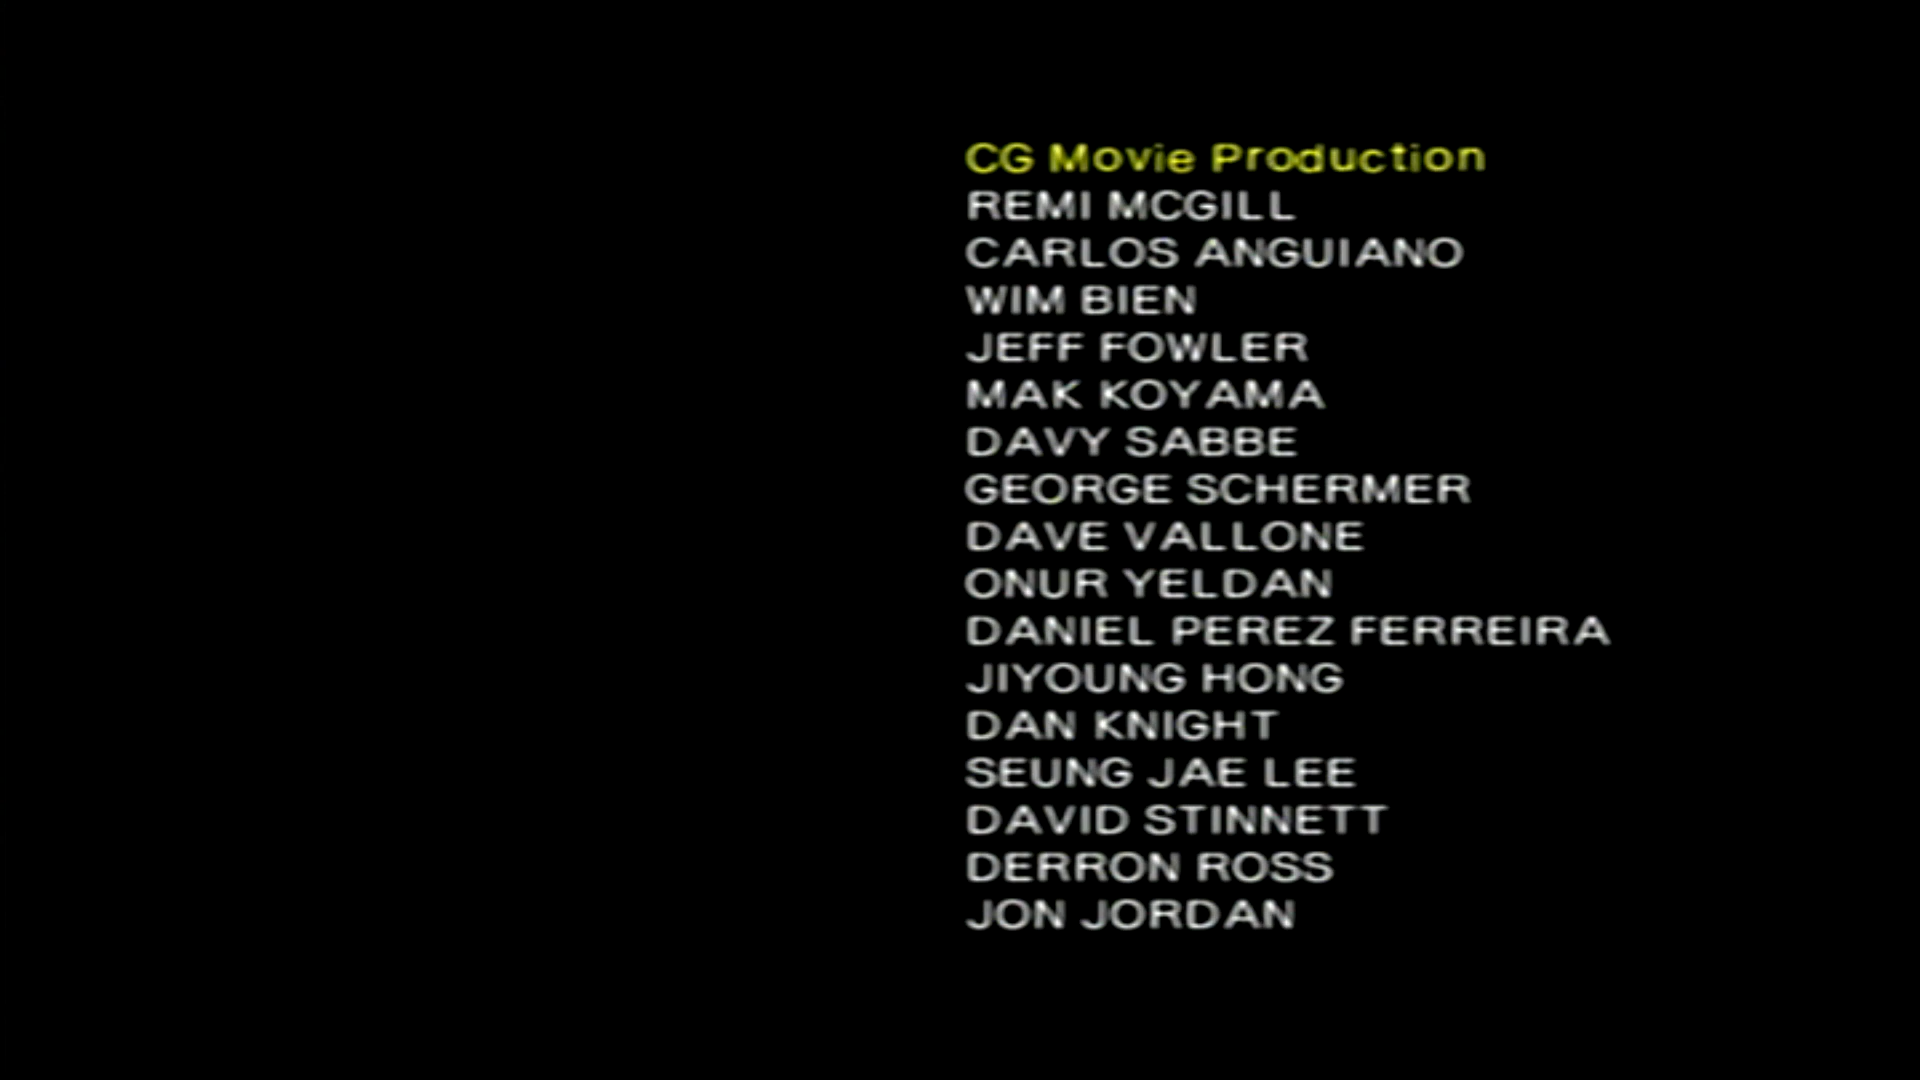 CG Movie Production
REMI MCGILL
CARLOS ANGUIANO
WIM BIEN
JEFF FOWLER
MAK KOYAMA
DAVY SABBE
GEORGE SCHERMER
DAVE VALLONE
ONUR YELDAN
DANIEL PEREZ FERREIRA
JIYOUNG HONG
DAN KNIGHT
SEUNG JAE LEE
DAVID STINNETT
DERRON ROSS
JON JORDAN